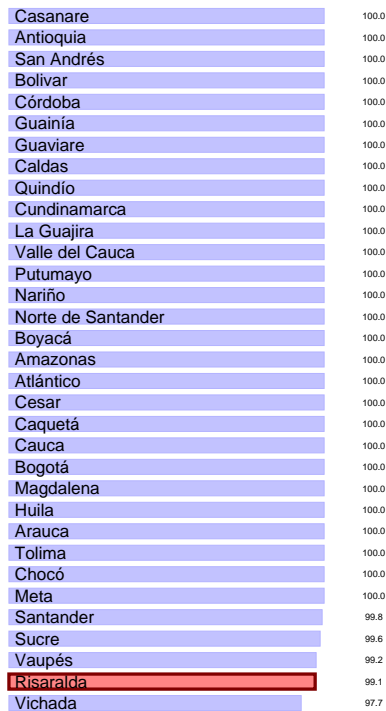 Casanare 100.0
Antioquia 100.0
San Andrés 100.0
Bolivar 100.0
Córdoba 100.0
Guainía 100.0
Guaviare 100.0
Caldas 100.0
Quindío 100.0
Cundinamarca 100.0
La Guajira 100.0
Valle del Cauca 100.0
Putumayo 100.0
Nariño 100.0
Norte de Santander 100.0
Boyacá 100.0
Amazonas 100.0
Atlántico 100.0
Cesar 100.0
Caquetá 100.0
Cauca 100.0
Bogotá 100.0
Magdalena 100.0
Huila 100.0
Arauca 100.0
Tolima 100.0
Chocó 100.0
Meta 100.0
Santander 99.8
Sucre 99.6
Vaupés 99.2
Risaralda 99.1
Vichada 97.7